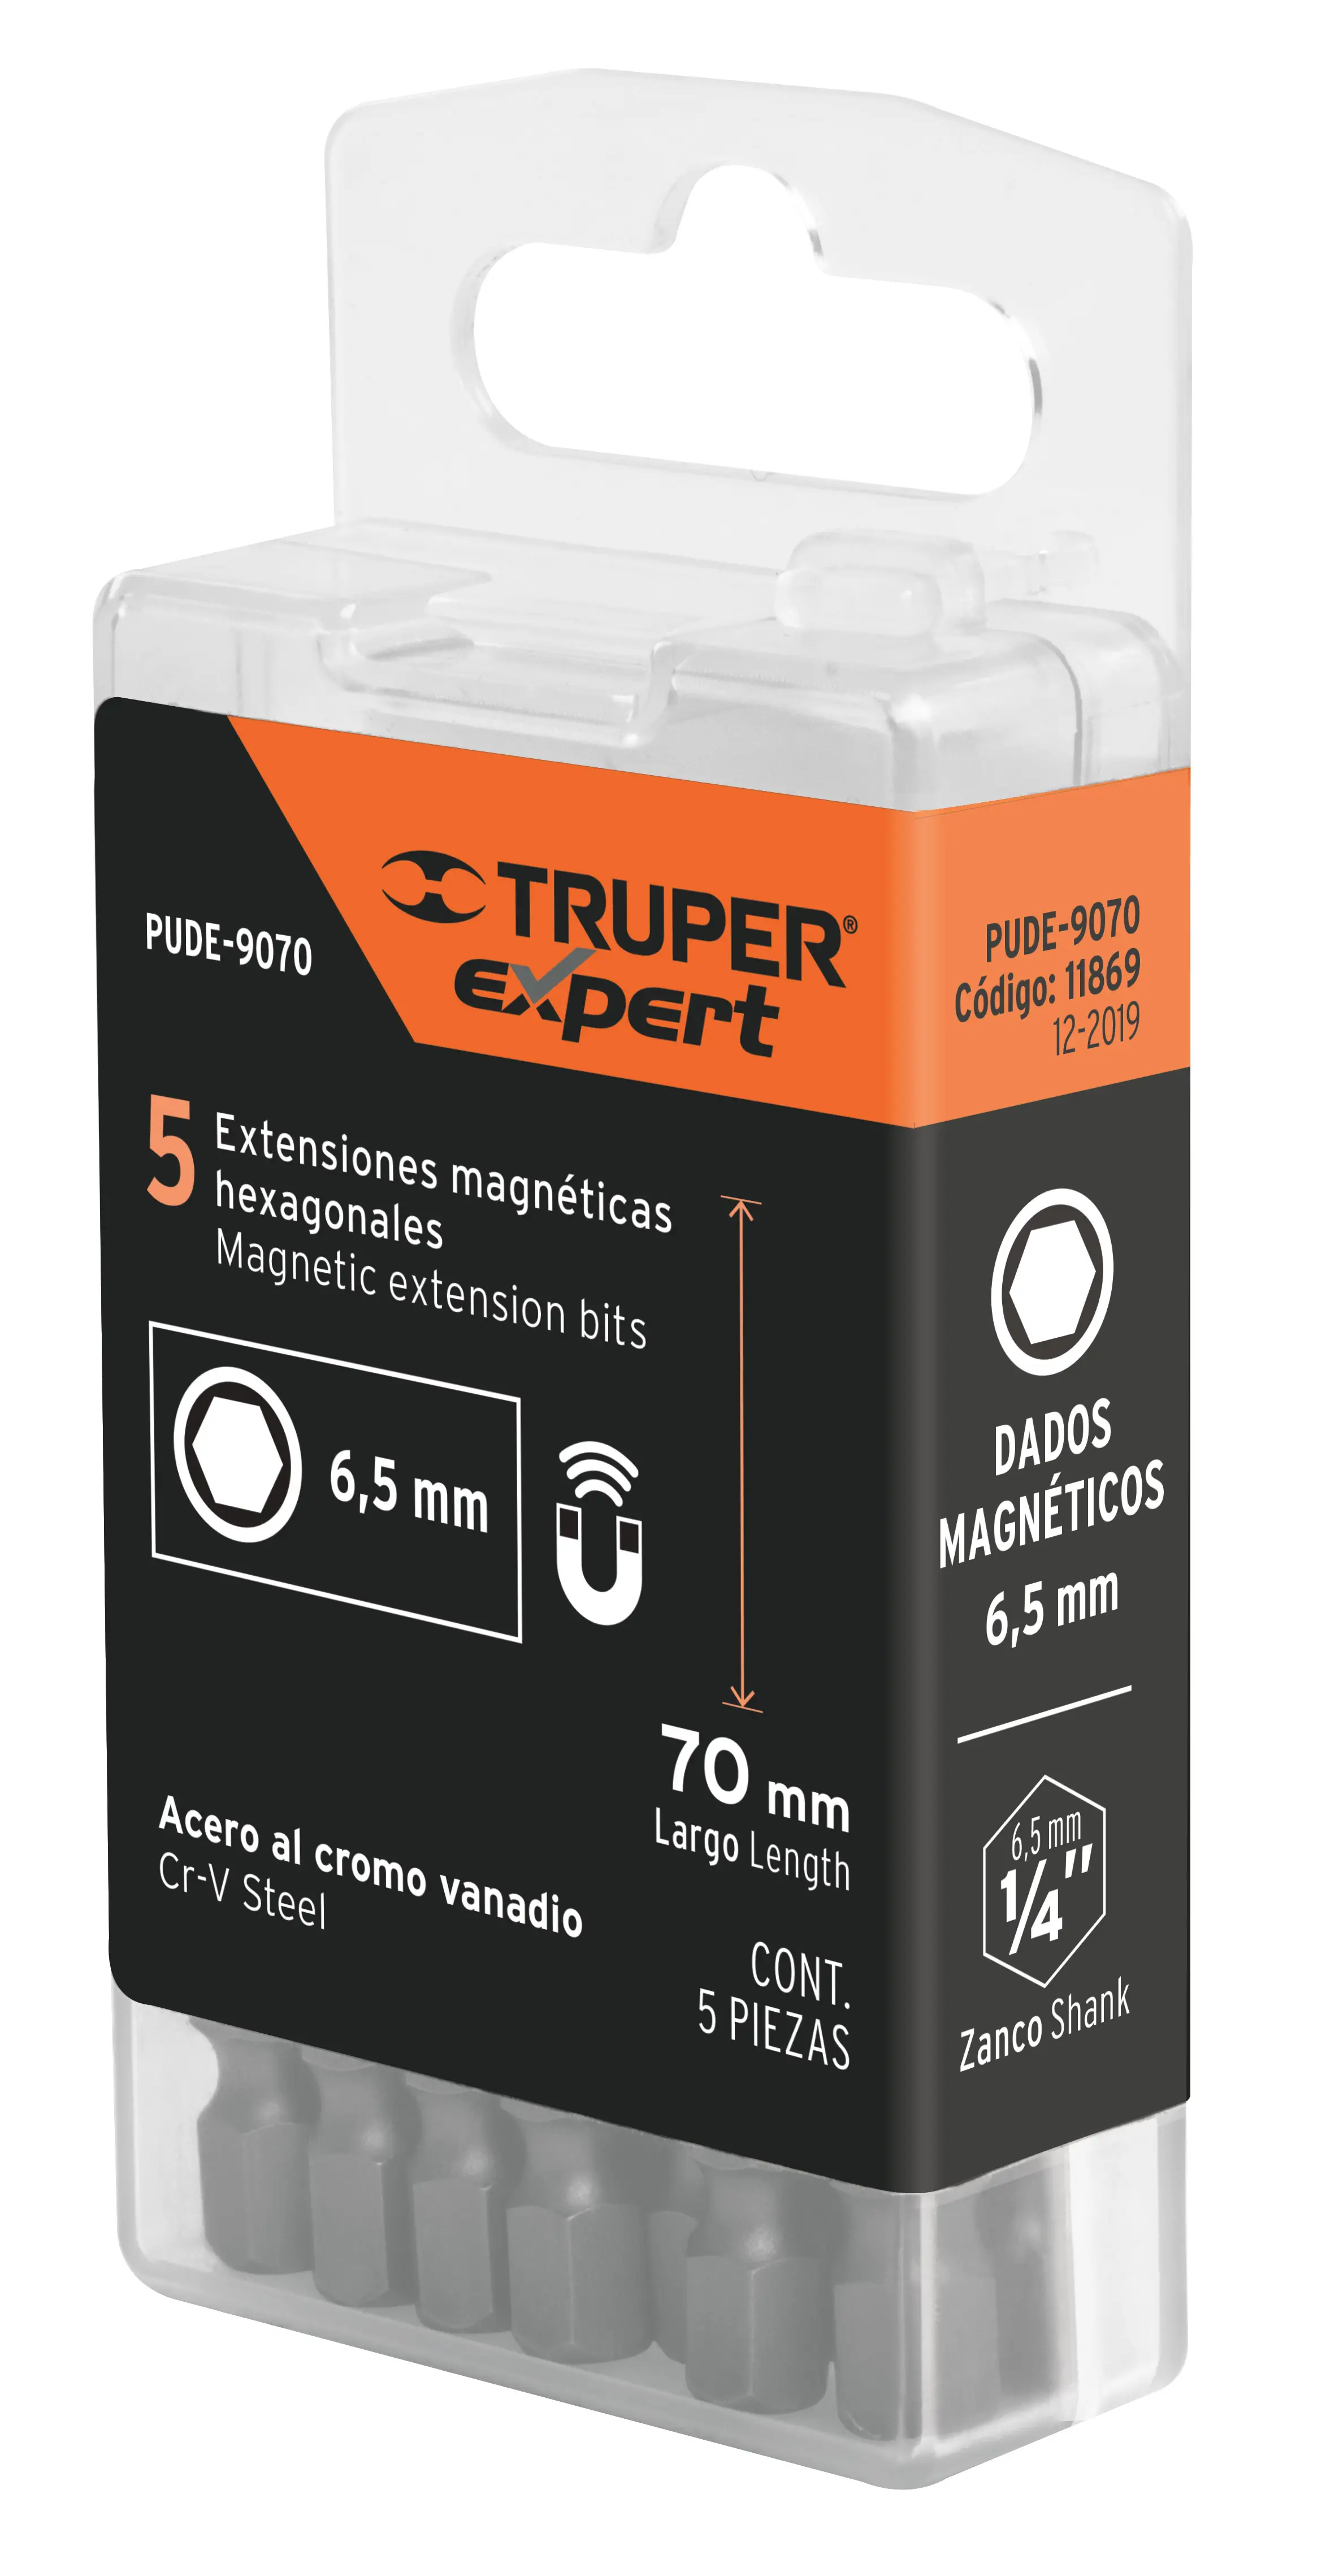 TRUPER®
expert
PUDE-9070
5 Extensiones magnéticas
hexagonales
Magnetic extension bits
6,5 mm
70 mm
Largo Length
Acero al cromo vanadio
Cr-V Steel
CONT.
5 PIEZAS
PUDE-9070
Código: 11869
12-2019
DADOS
MAGNÉTICOS
6,5 mm
6,5 mm
1/4"
Zanco Shank